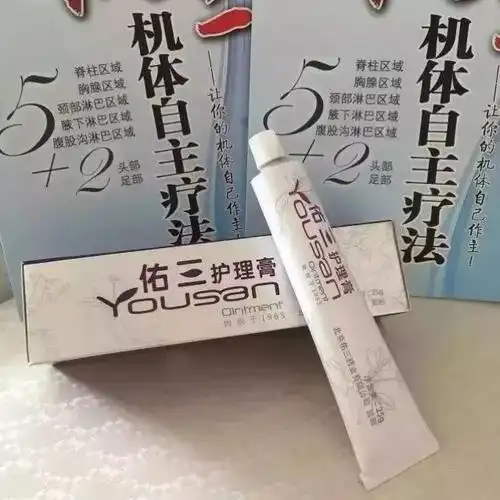 机体自主疗法
——让你的机体自己作主!
5+2
脊柱区域
胸腺区域
颈部淋巴区域
腋下淋巴区域
腹股沟淋巴区域
头部
足部
机体自主疗法
——让你的机体自己作主!
5+2
脊柱区域
胸腺区域
颈部淋巴区域
腋下淋巴区域
腹股沟淋巴区域
头部
足部
佑三护理膏
Yousan
Ointment
始创于1985
佑三护理膏
Yousan
Ointment